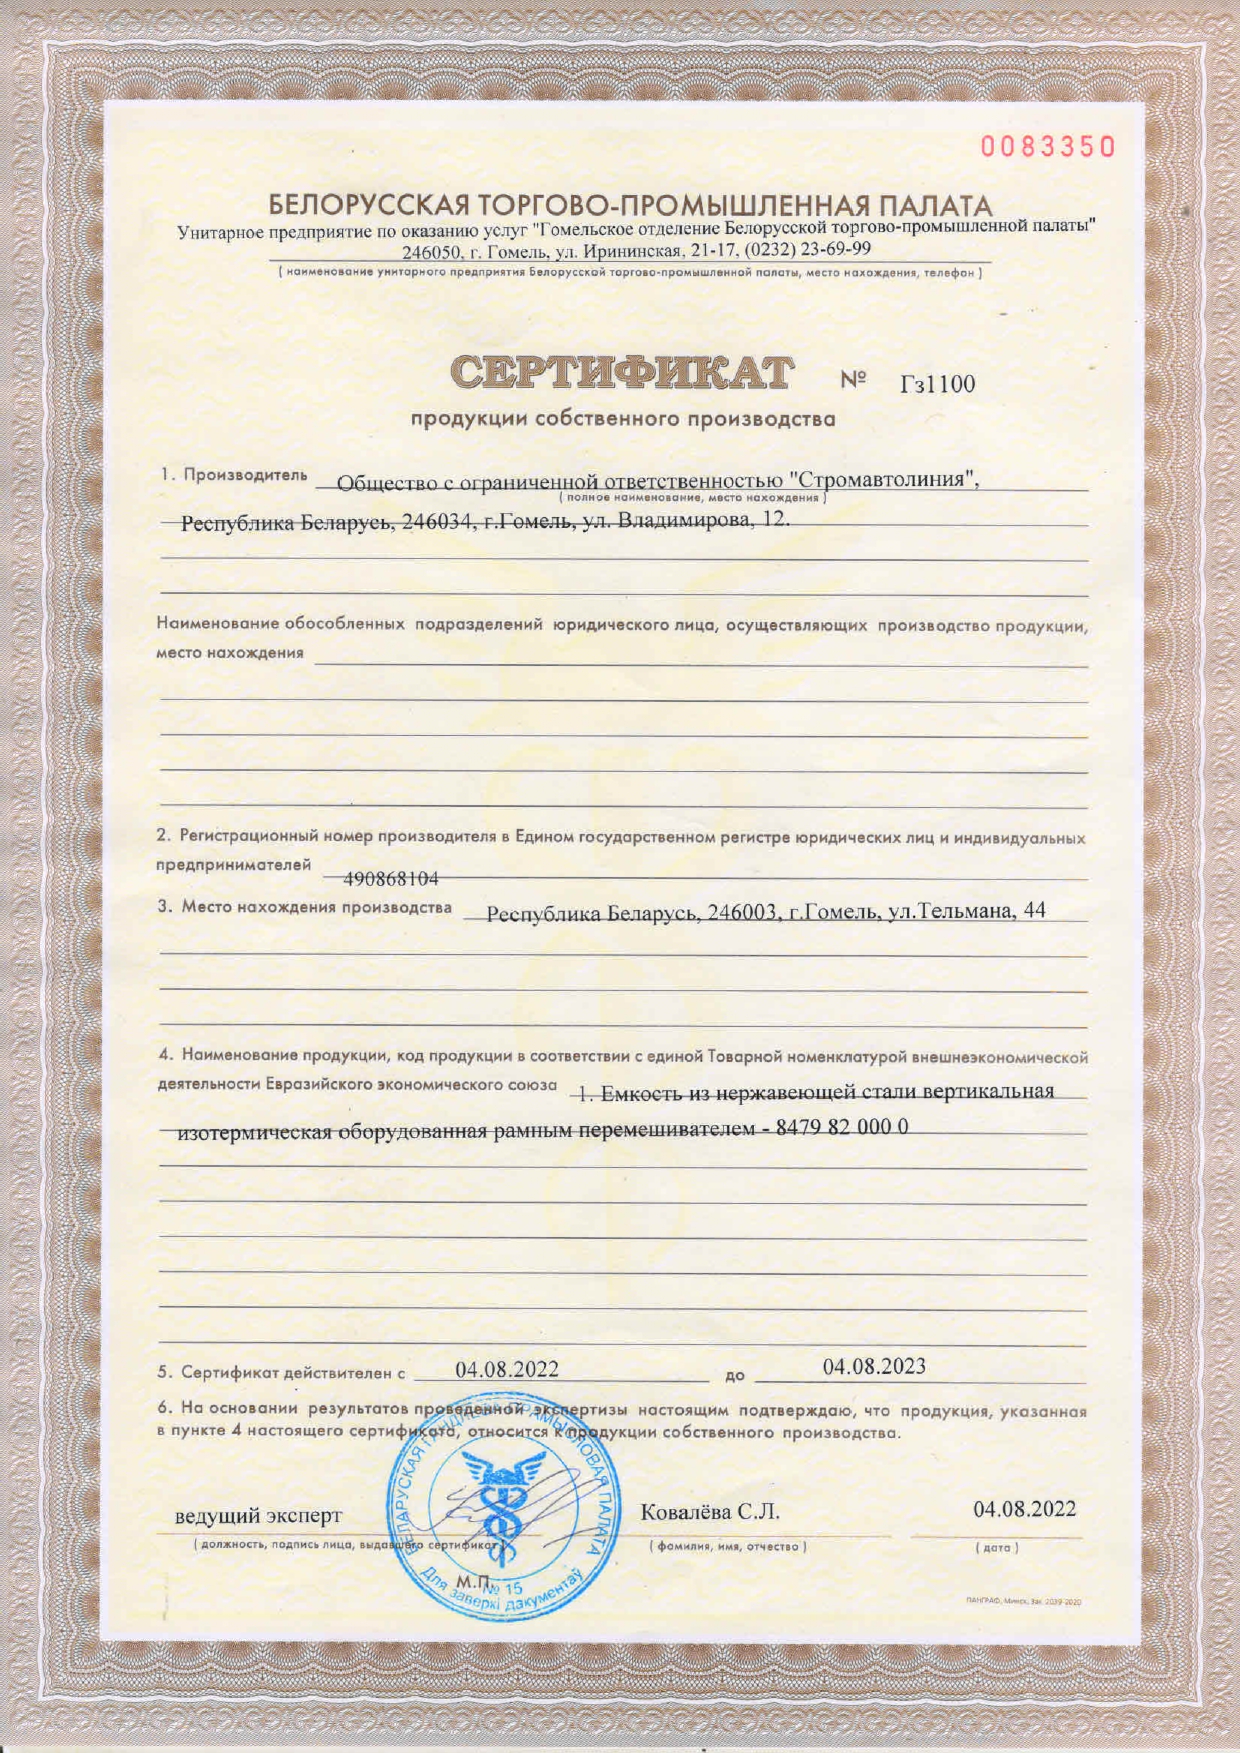 0083350
БЕЛОРУССКАЯ ТОРГОВО-ПРОМЫШЛЕННАЯ ПАЛАТА
Унитарное предприятие по оказанию услуг "Гомельское отделение Белорусской торгово-промышленной палаты"
246050, г. Гомель, ул. Ирининская, 21-17, (0232) 23-69-99
( наименование унитарного предприятия Белорусской торгово-промышленной палаты, место нахождения, телефон )
СЕРТИФИКАТ № Гз1100
продукции собственного производства
1. Производитель Общество с ограниченной ответственностью "Стромавтолиния",
( полное наименование, место нахождения )
Республика Беларусь, 246034, г.Гомель, ул. Владимирова, 12.
Наименование обособленных подразделений юридического лица, осуществляющих производство продукции,
место нахождения
2. Регистрационный номер производителя в Едином государственном регистре юридических лиц и индивидуальных
предпринимателей 490868104
3. Место нахождения производства Республика Беларусь, 246003, г.Гомель, ул.Тельмана, 44
4. Наименование продукции, код продукции в соответствии с единой Товарной номенклатурой внешнеэкономической
деятельности Евразийского экономического союза 1. Емкость из нержавеющей стали вертикальная
изотермическая оборудованная рамным перемешивателем - 8479 82 000 0
5. Сертификат действителен с 04.08.2022 до 04.08.2023
6. На основании результатов проведенной экспертизы настоящим подтверждаю, что продукция, указанная
в пункте 4 настоящего сертификата, относится к продукции собственного производства.
БЕЛАРУСКАЯ ГАНДЛЁВА-ПРАМЫСЛОВАЯ ПАЛАТА
ведущий эксперт Ковалёва С.Л. 04.08.2022
( должность, подпись лица, выдавшего сертификат ) ( фамилия, имя, отчество ) ( дата )
М.П.
№ 15
Для заверкі дакументаў
ПАНГРАФ, Минск, Зак. 2039-2020